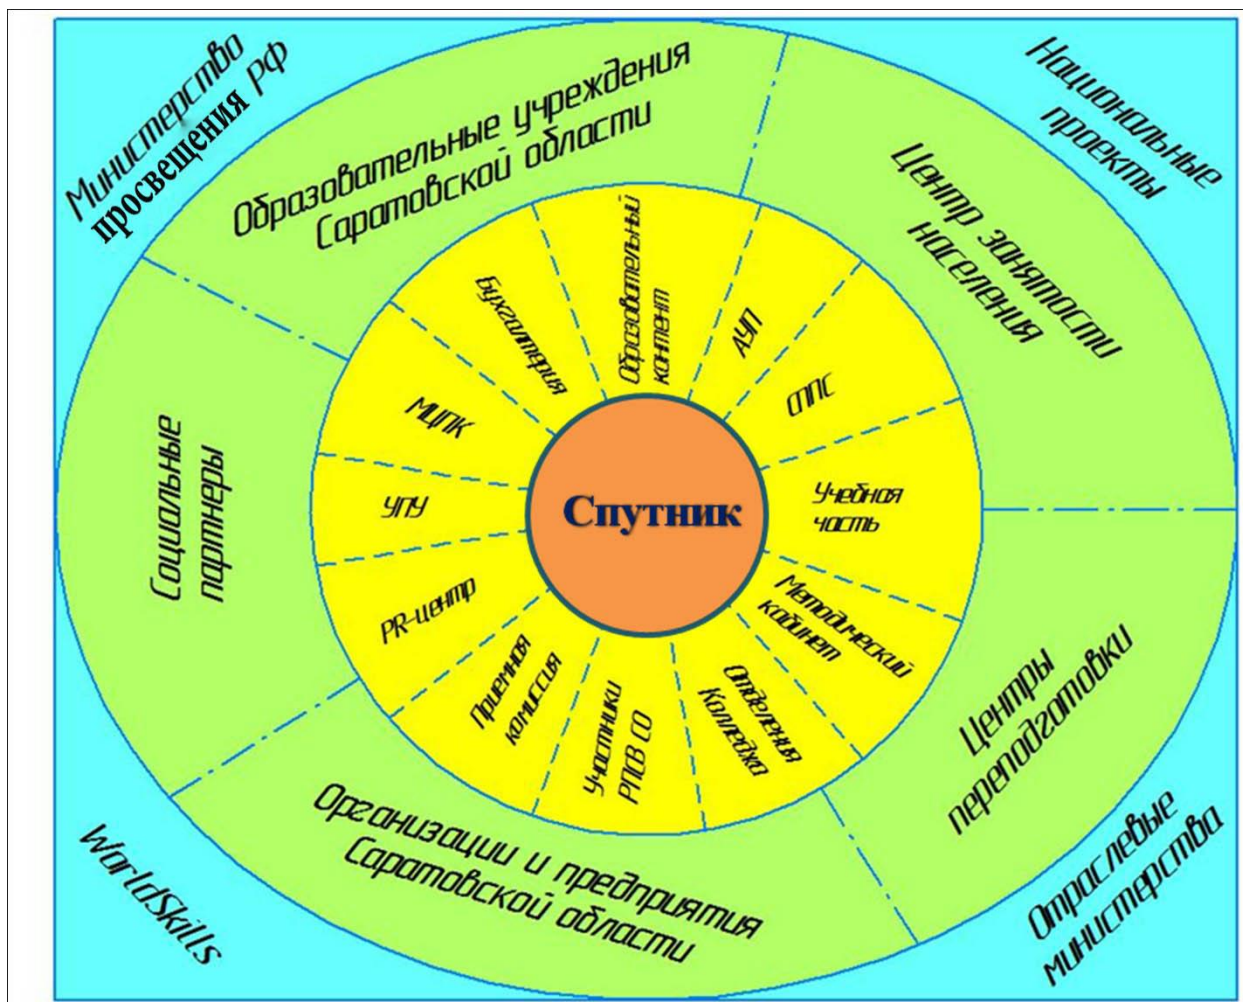 Министерство
просвещения РФ
Национальные
проекты
Образовательные учреждения
Саратовской области
Центр занятости
населения
Социальные
партнеры
Центры
переподготовки
Организации и предприятия
Саратовской области
WorldSkills
Отраслевые
министерства
Бухгалтерия
Образовательный
контент
АУП
СППС
Учебная
часть
Методический
кабинет
Отделения
Колледжа
Участники
РПСВ СО
Приемная
комиссия
PR-центр
УПУ
МЦПК
Спутник